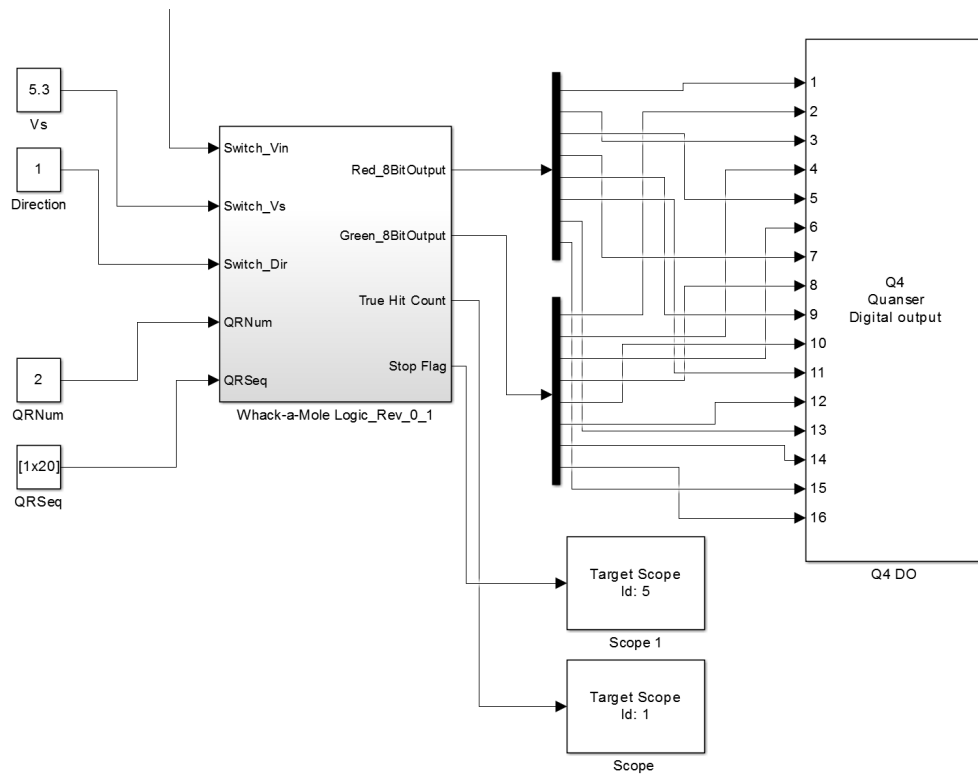 5.3
Vs
1
Direction
2
QRNum
[1x20]
QRSeq
Switch_Vin
Switch_Vs
Switch_Dir
QRNum
QRSeq
Red_8BitOutput
Green_8BitOutput
True Hit Count
Stop Flag
Whack-a-Mole Logic_Rev_0_1
1
2
3
4
5
6
7
8
9
10
11
12
13
14
15
16
Q4
Quanser
Digital output
Q4 DO
Target Scope
Id: 5
Scope 1
Target Scope
Id: 1
Scope